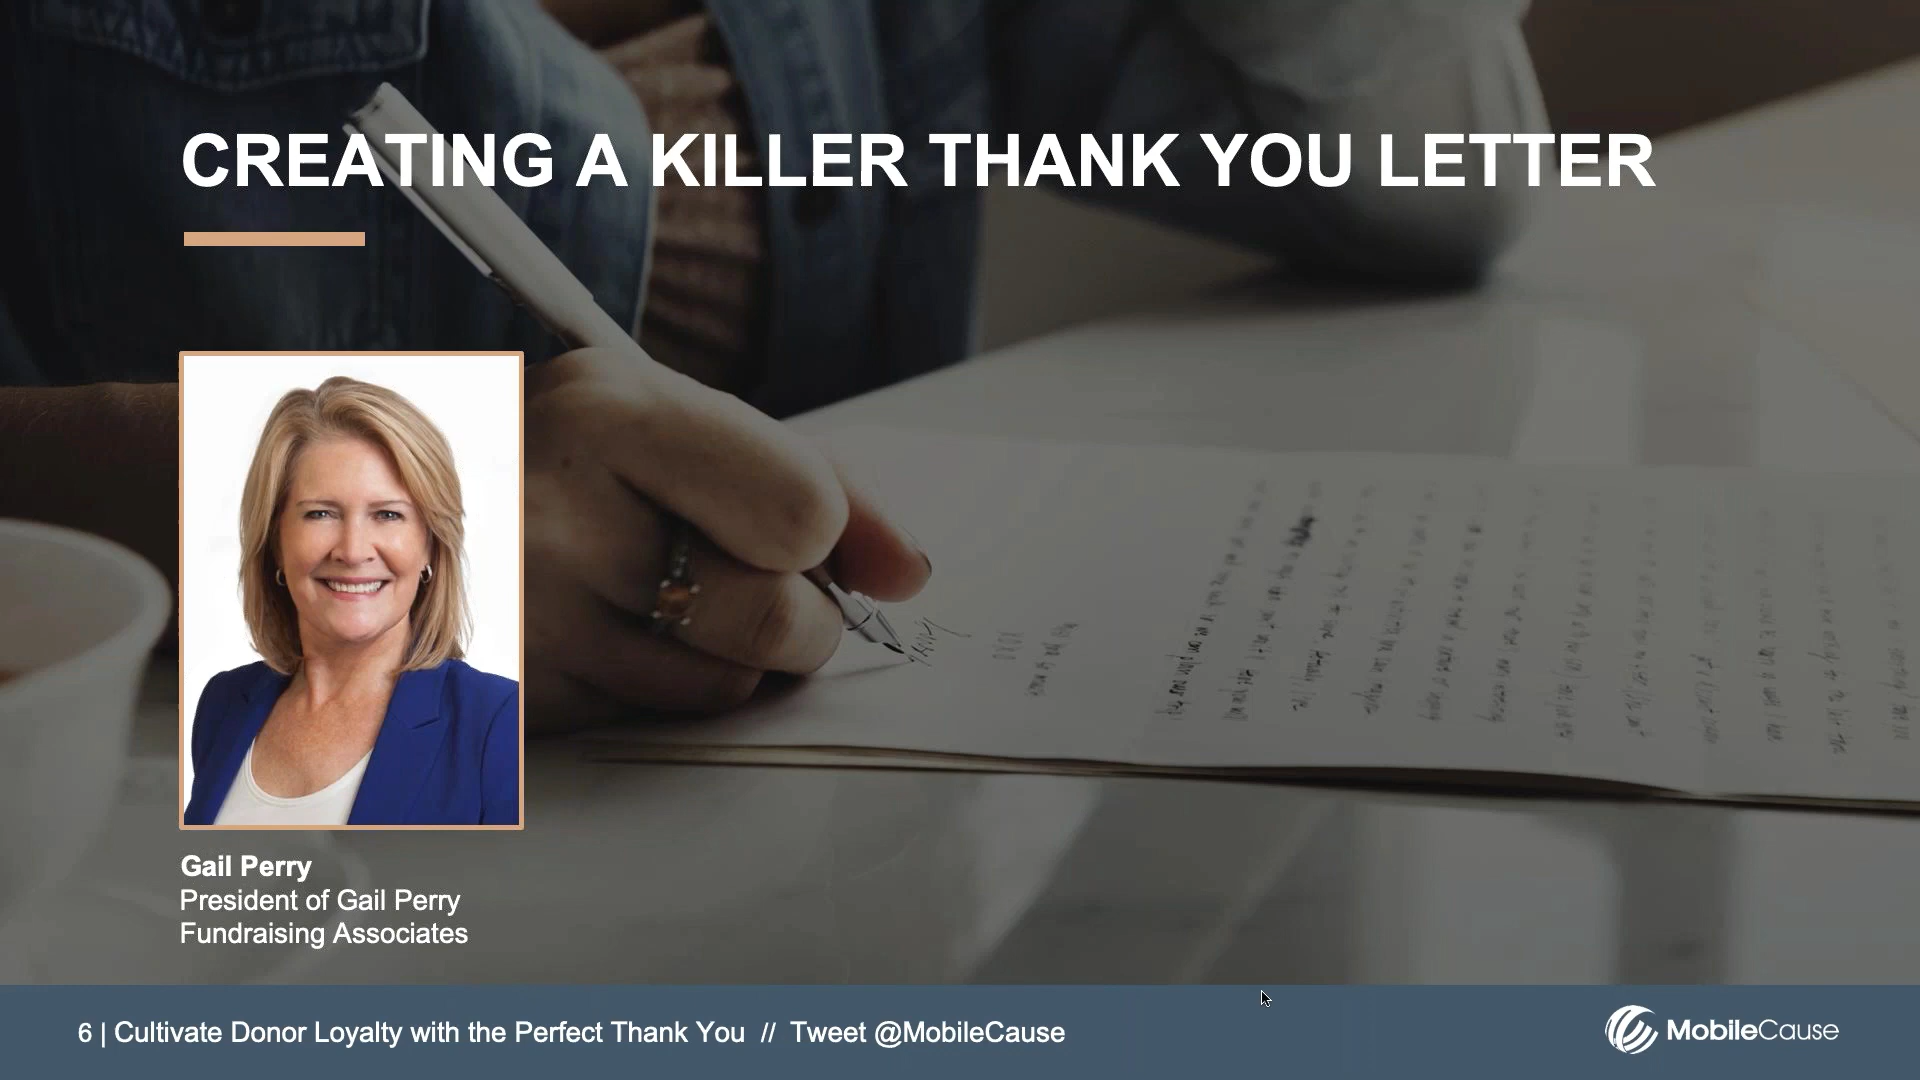 CREATING A KILLER THANK YOU LETTER
Gail Perry
President of Gail Perry
Fundraising Associates
6 | Cultivate Donor Loyalty with the Perfect Thank You // Tweet @MobileCause
MobileCause